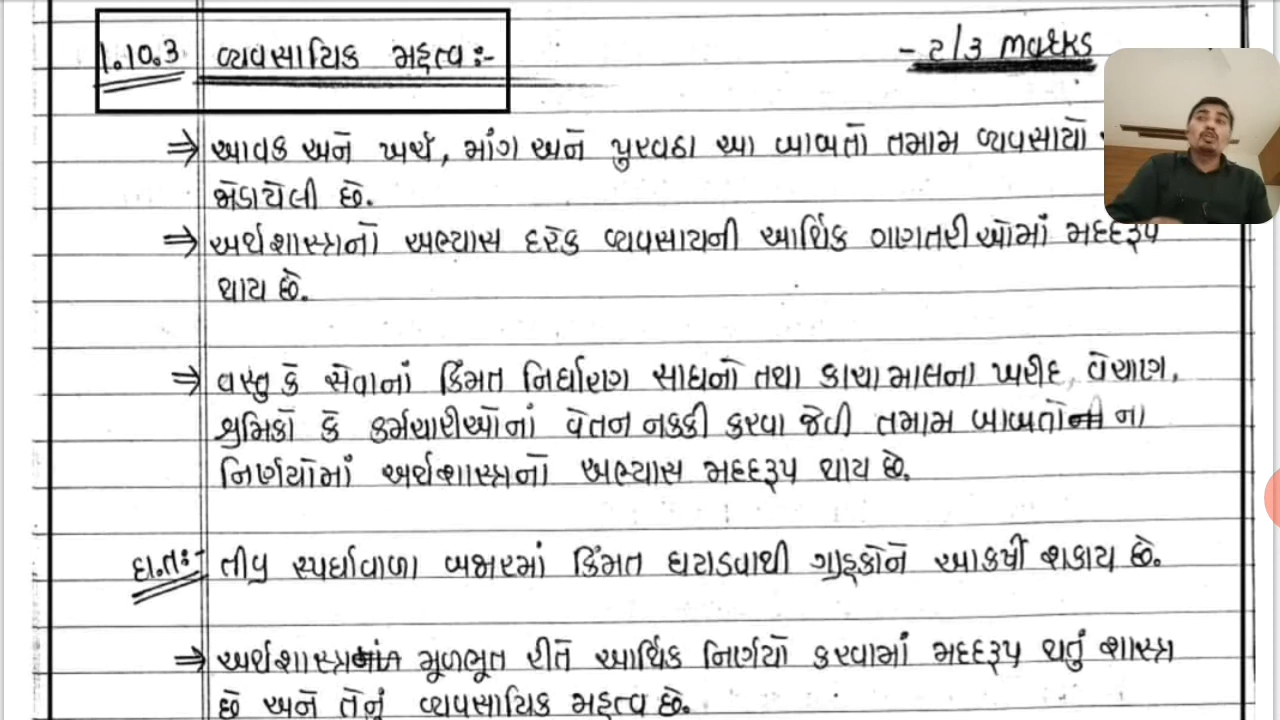 1.10.3 વ્યવસાયિક મહત્વ:- - ૨/3 Marks
⇒ આવક અને ખર્ચ, માંગ અને પુરવઠા આ બાબતો તમામ વ્યવસાયો
જોડાયેલી છે.
⇒ અર્થશાસ્ત્રનો અભ્યાસ દરેક વ્યવસાયની આર્થિક ગણતરીઓમાં મદદરૂપ
થાય છે.
⇒ વસ્તુ કે સેવાનાં કિંમત નિર્ધારણ સાધનો તથા કાચા માલના ખરીદ, વેચાણ,
શ્રમિકો કે કર્મચારીઓનાં વેતન નકકી કરવા જેવી તમામ બાબતો ના
નિર્ણયોમાં અર્થશાસ્ત્રનો અભ્યાસ મદદરૂપ થાય છે.
દા.ત:- તીવ્ર સ્પર્ધાવાળા બજારમાં કિંમત ઘટાડવાથી ગ્રાહકોને આકર્ષી શકાય છે.
⇒ અર્થશાસ્ત્ર મૂળભૂત રીતે આર્થિક નિર્ણયો કરવામાં મદદરૂપ થતું શાસ્ત્ર
છે અને તેનું વ્યવસાયિક મહત્વ છે.